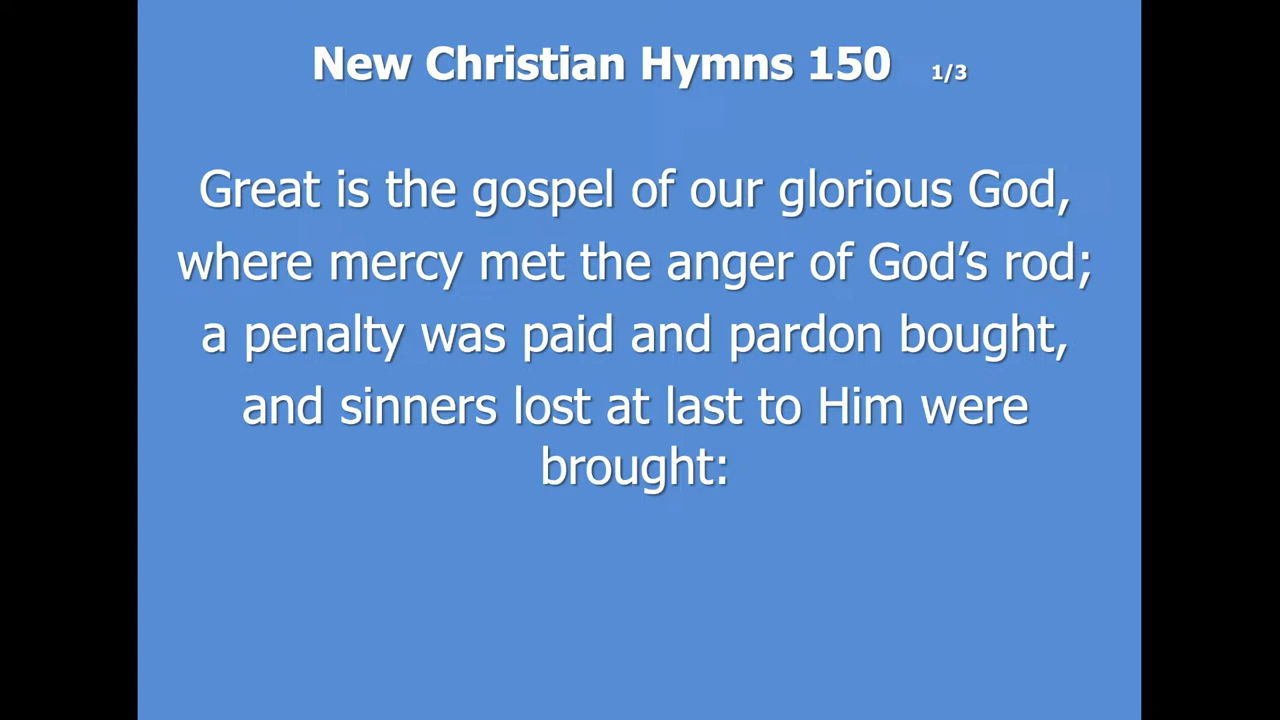 New Christian Hymns 150 1/3
Great is the gospel of our glorious God,
where mercy met the anger of God’s rod;
a penalty was paid and pardon bought,
and sinners lost at last to Him were
brought: